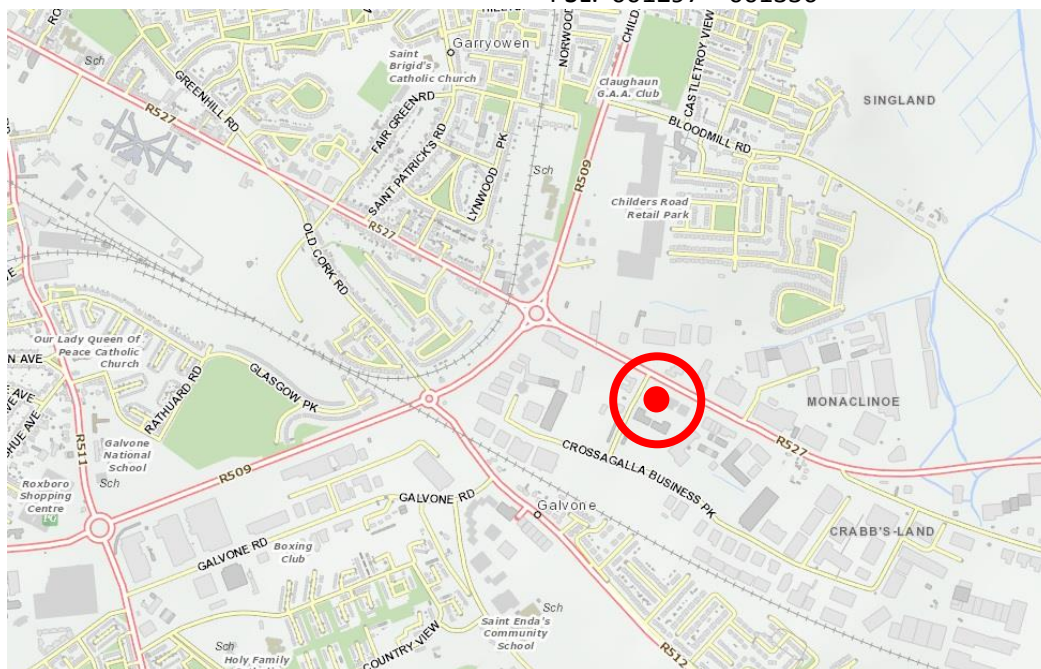 Garryowen
Saint
Brigid's
Catholic Church
Sch
GREENHILL RD
R527
FAIR GREEN RD
SAINT PATRICK'S RD
LYNWOOD PK
NORWOOD
R509
Claughaun
G.A.A. Club
CASTLETROY VIEW
BLOODMILL RD
SINGLAND
Sch
Childers Road
Retail Park
R527
OLD CORK RD
Our Lady Queen Of
Peace Catholic
Church
N AVE
RATHUARD RD
GLASGOW PK
AVE
Galvone
National
School
R511
Sch
R509
Roxboro
Shopping
Centre
GALVONE RD
GALVONE RD
Boxing
Club
Galvone
CROSSAGALLA BUSINESS PK
MONACLINOE
R527
CRABB'S-LAND
Sch
Saint Enda's
Community
School
Sch
Holy Family
COUNTRY VIEW
R512